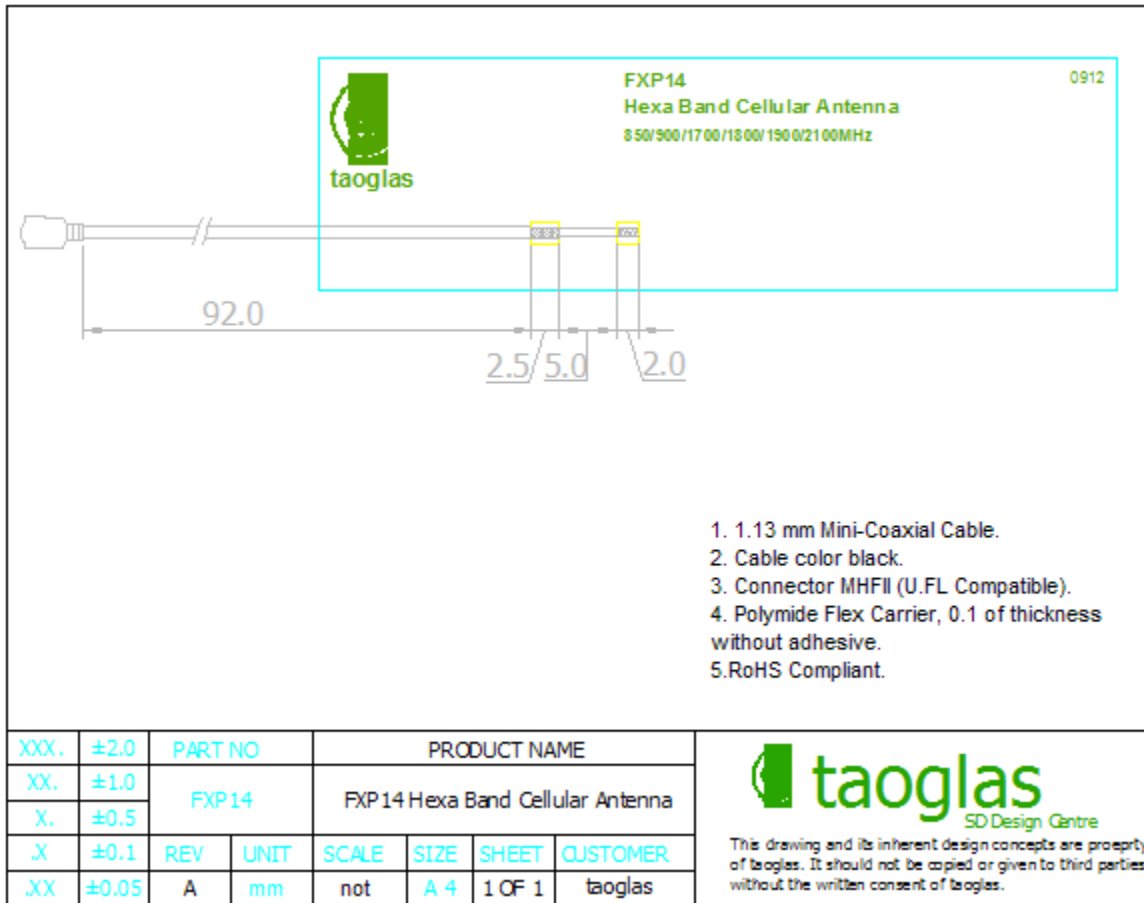 FXP14
0912
Hexa Band Cellular Antenna
850/900/1700/1800/1900/2100MHz
taoglas
92.0
2.5
5.0
2.0
1. 1.13 mm Mini-Coaxial Cable.
2. Cable color black.
3. Connector MHFII (U.FL Compatible).
4. Polymide Flex Carrier, 0.1 of thickness
without adhesive.
5.RoHS Compliant.
XXX. ±2.0 PART NO PRODUCT NAME
XX. ±1.0
FXP14 FXP14 Hexa Band Cellular Antenna
X. ±0.5
.X ±0.1 REV UNIT SCALE SIZE SHEET CUSTOMER
.XX ±0.05 A mm not A 4 1 OF 1 taoglas
taoglas
SD Design Centre
This drawing and its inherent design concepts are proeprty
of taoglas. It should not be copied or given to third parties
without the written consent of taoglas.